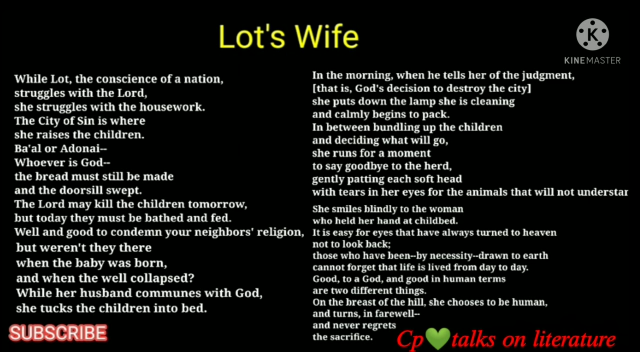 Lot's Wife
KINEMASTER
While Lot, the conscience of a nation,
struggles with the Lord,
she struggles with the housework.
The City of Sin is where
she raises the children.
Ba'al or Adonai--
Whoever is God--
the bread must still be made
and the doorsill swept.
The Lord may kill the children tomorrow,
but today they must be bathed and fed.
Well and good to condemn your neighbors' religion,
but weren't they there
when the baby was born,
and when the well collapsed?
While her husband communes with God,
she tucks the children into bed.
In the morning, when he tells her of the judgment,
[that is, God's decision to destroy the city]
she puts down the lamp she is cleaning
and calmly begins to pack.
In between bundling up the children
and deciding what will go,
she runs for a moment
to say goodbye to the herd,
gently patting each soft head
with tears in her eyes for the animals that will not understan
She smiles blindly to the woman
who held her hand at childbed.
It is easy for eyes that have always turned to heaven
not to look back;
those who have been--by necessity--drawn to earth
cannot forget that life is lived from day to day.
Good, to a God, and good in human terms
are two different things.
On the breast of the hill, she chooses to be human,
and turns, in farewell--
and never regrets
the sacrifice.
SUBSCRIBE
Cp💚talks on literature